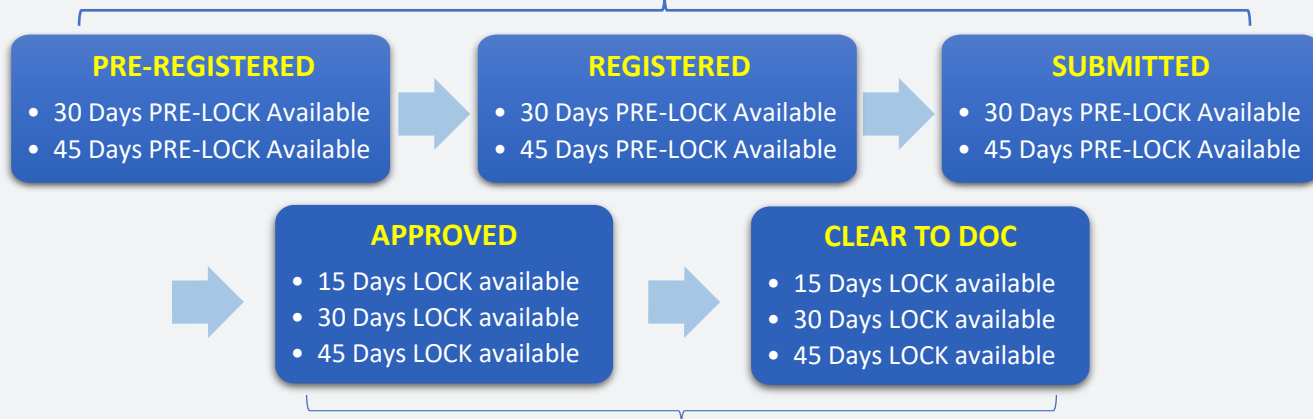 PRE-REGISTERED
• 30 Days PRE-LOCK Available
• 45 Days PRE-LOCK Available
REGISTERED
• 30 Days PRE-LOCK Available
• 45 Days PRE-LOCK Available
SUBMITTED
• 30 Days PRE-LOCK Available
• 45 Days PRE-LOCK Available
APPROVED
• 15 Days LOCK available
• 30 Days LOCK available
• 45 Days LOCK available
CLEAR TO DOC
• 15 Days LOCK available
• 30 Days LOCK available
• 45 Days LOCK available